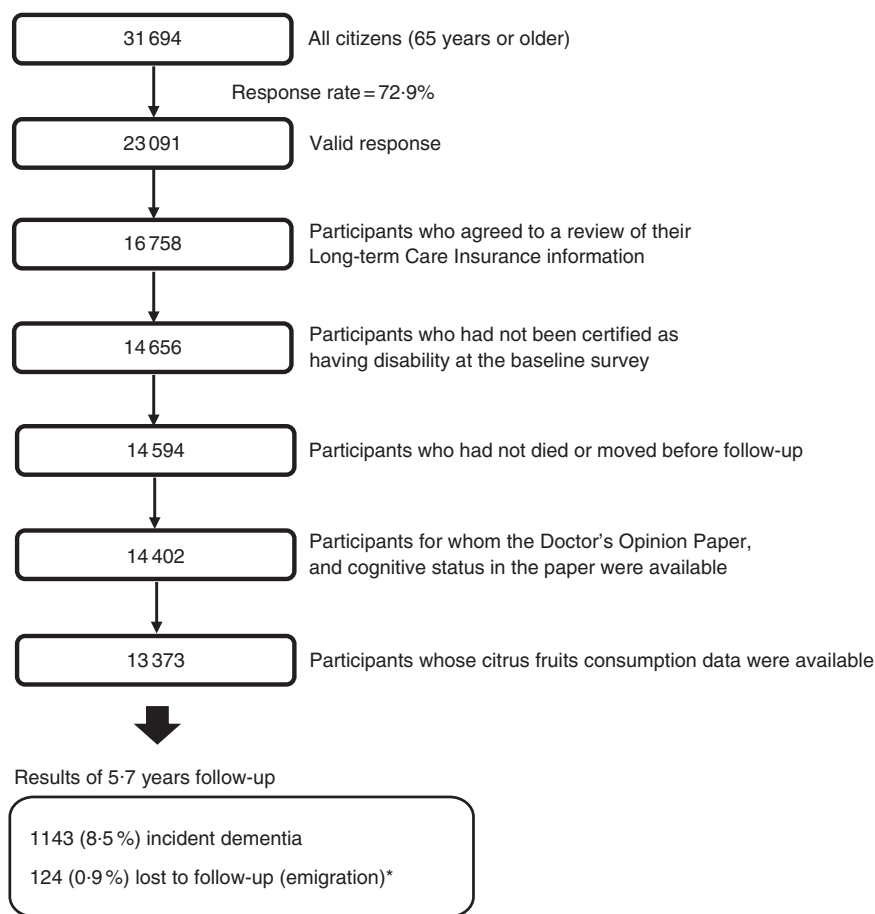 31 694
All citizens (65 years or older)
Response rate = 72·9%
23 091
Valid response
16 758
Participants who agreed to a review of their
Long-term Care Insurance information
14 656
Participants who had not been certified as
having disability at the baseline survey
14 594
Participants who had not died or moved before follow-up
14 402
Participants for whom the Doctor’s Opinion Paper,
and cognitive status in the paper were available
13 373
Participants whose citrus fruits consumption data were available
Results of 5·7 years follow-up
1143 (8·5 %) incident dementia
124 (0·9 %) lost to follow-up (emigration)*